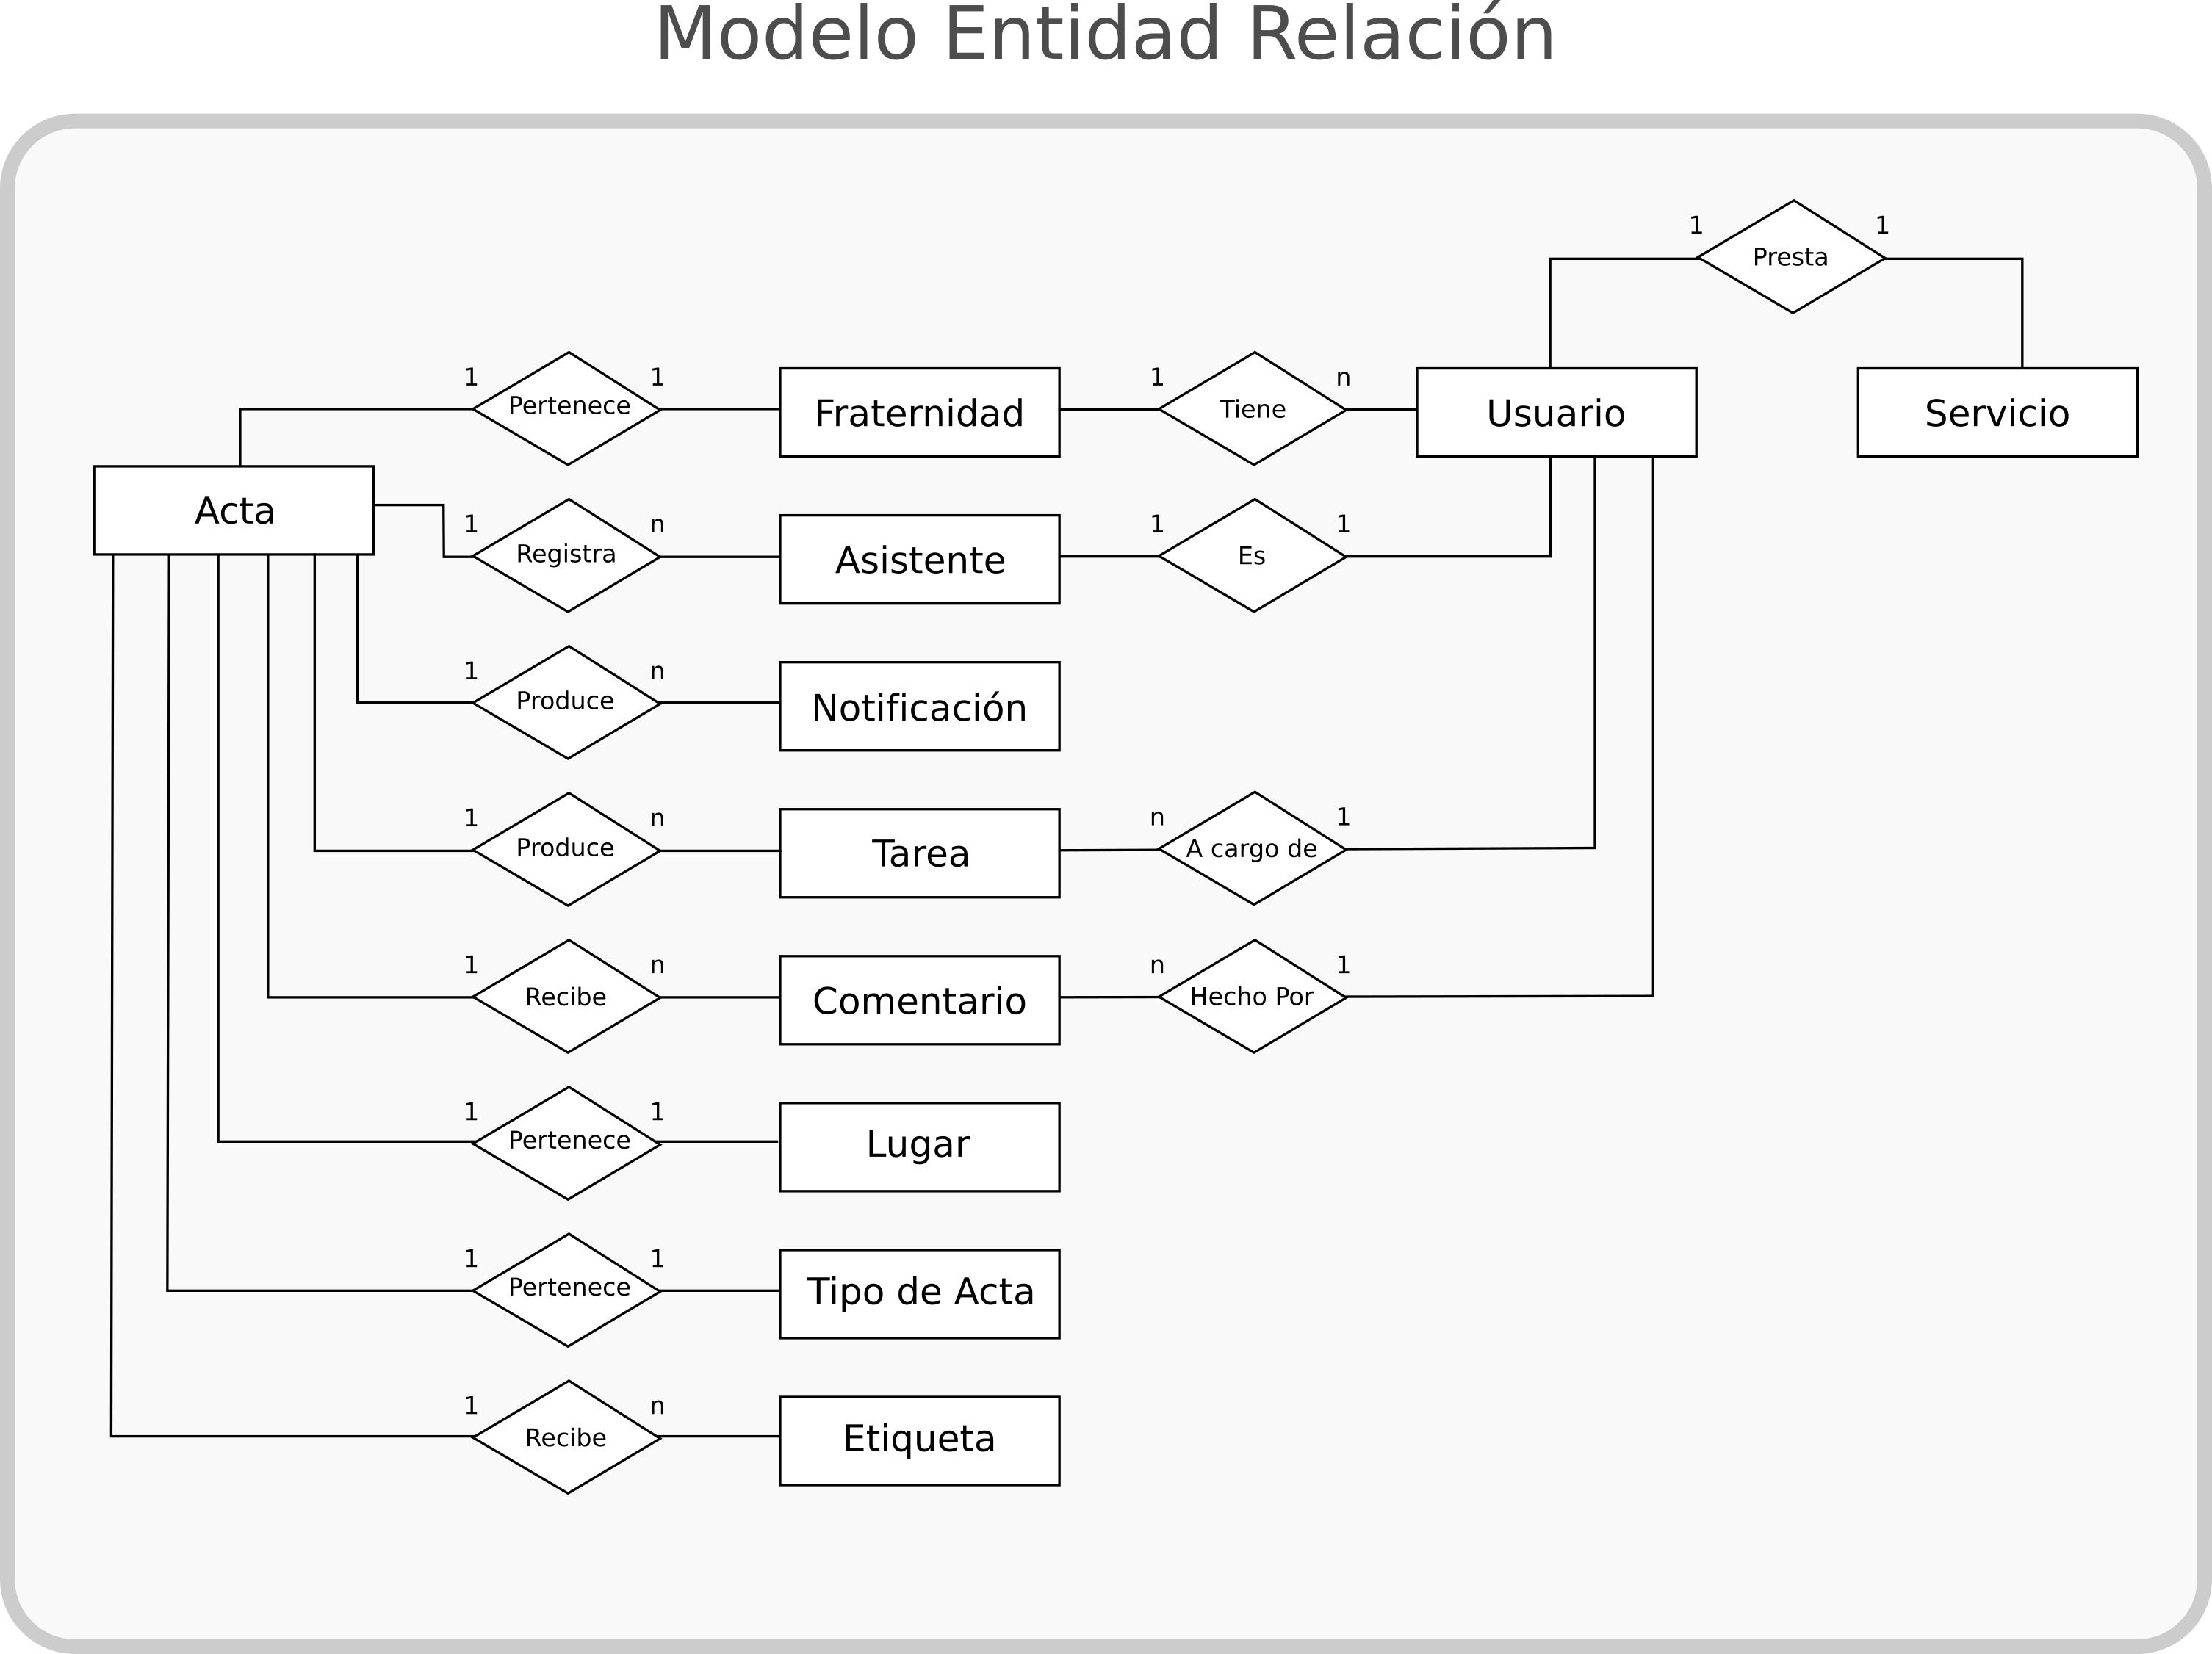 Modelo Entidad Relación
1
Presta
1
1
Pertenece
1
Fraternidad
1
Tiene
n
Usuario
Servicio
Acta
1
Registra
n
Asistente
1
Es
1
1
Produce
n
Notificación
1
Produce
n
Tarea
n
A cargo de
1
1
Recibe
n
Comentario
n
Hecho Por
1
1
Pertenece
1
Lugar
1
Pertenece
1
Tipo de Acta
1
Recibe
n
Etiqueta